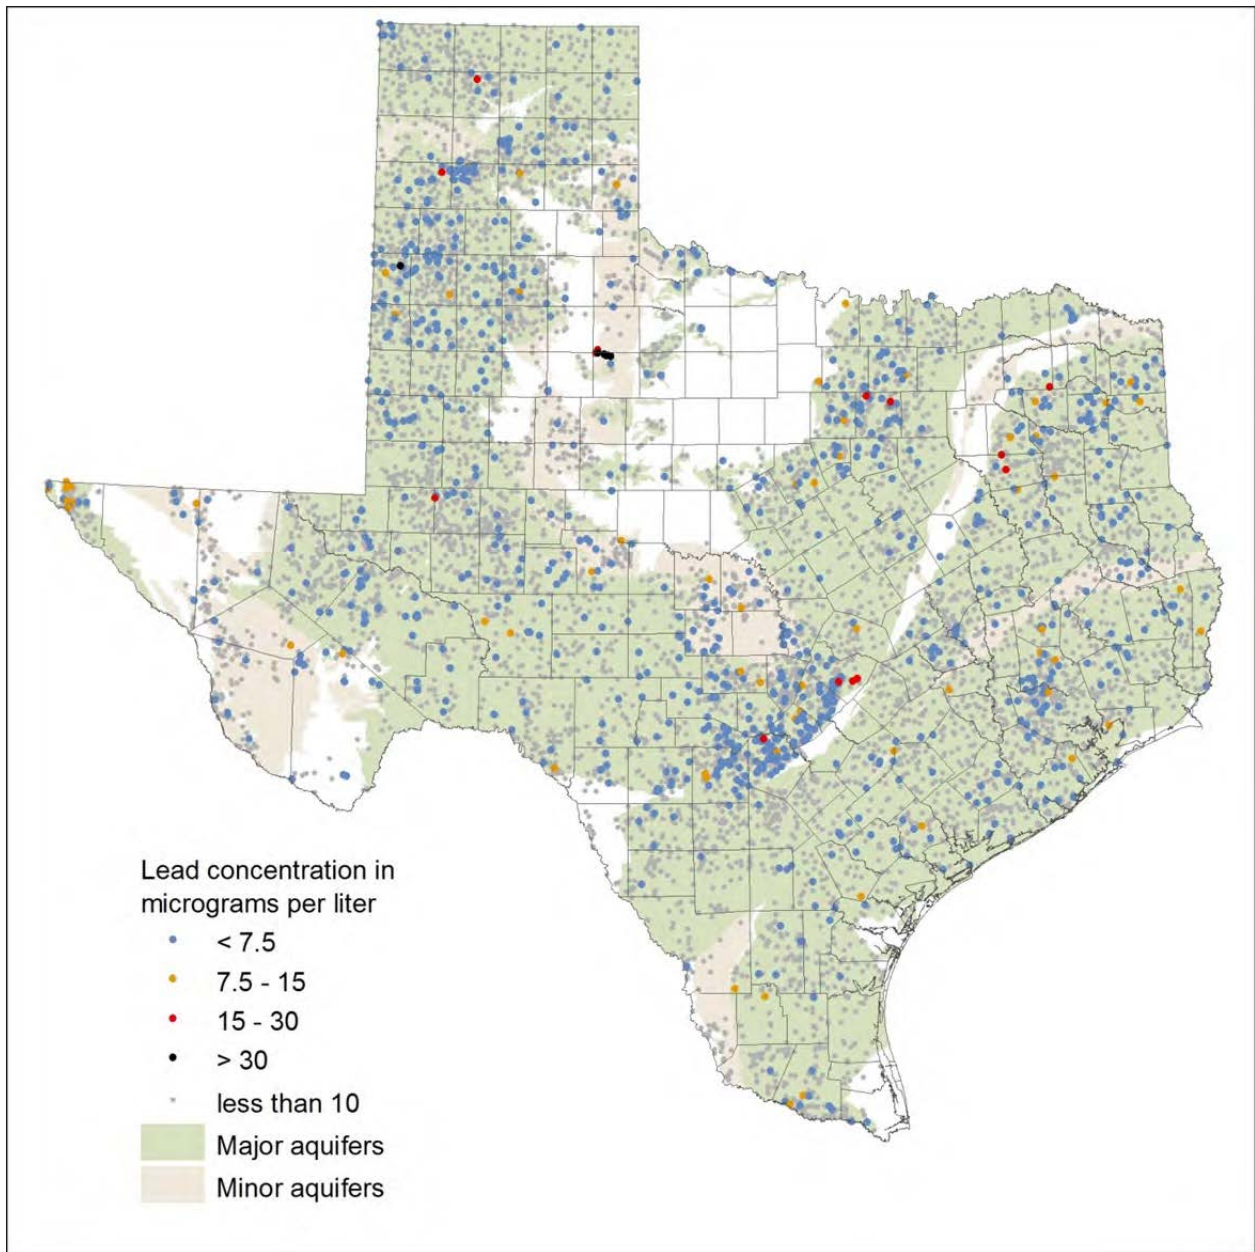 Lead concentration in
micrograms per liter
< 7.5
7.5 - 15
15 - 30
> 30
less than 10
Major aquifers
Minor aquifers